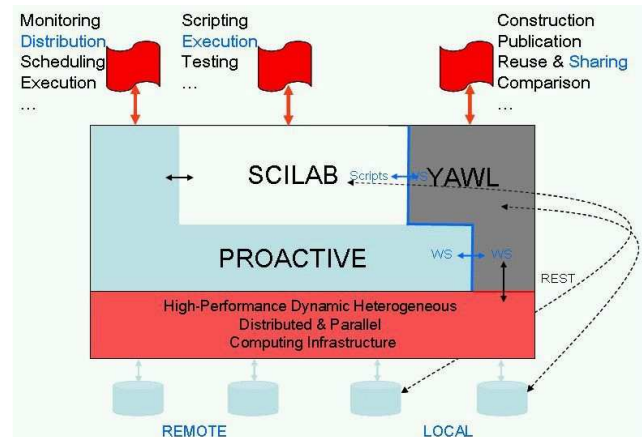 Monitoring
Distribution
Scheduling
Execution
...
Scripting
Execution
Testing
...
Construction
Publication
Reuse & Sharing
Comparison
...
SCILAB
Scripts
WS
YAWL
PROACTIVE
WS
WS
REST
High-Performance Dynamic Heterogeneous
Distributed & Parallel
Computing Infrastructure
REMOTE
LOCAL